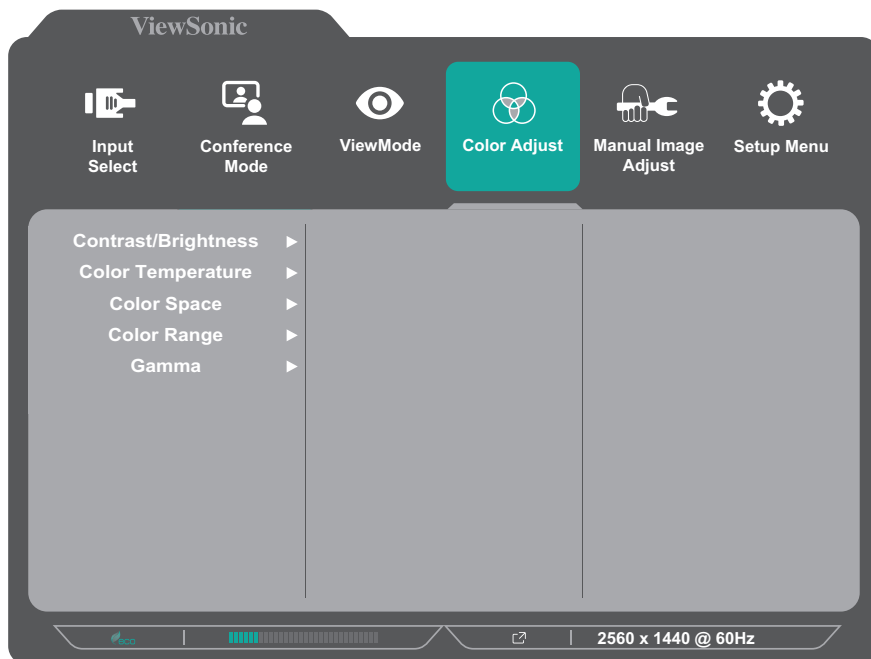 ViewSonic
Input
Select
Conference
Mode
ViewMode
Color Adjust
Manual Image
Adjust
Setup Menu
Contrast/Brightness
Color Temperature
Color Space
Color Range
Gamma
eco
2560 x 1440 @ 60Hz